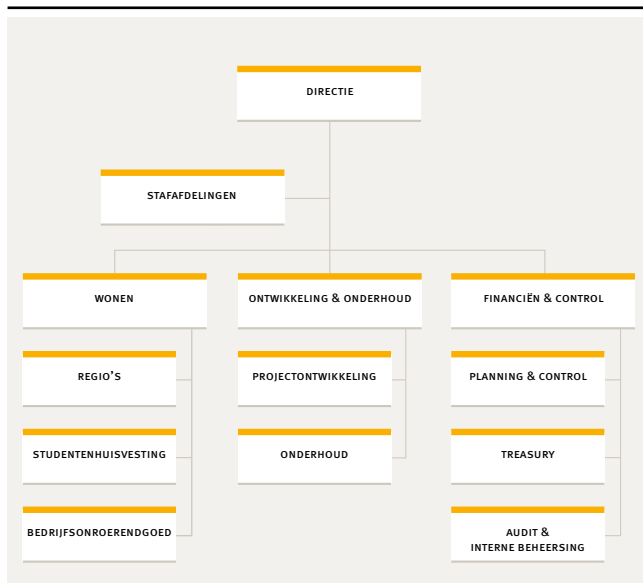 DIRECTIE
STAFAFDELINGEN
WONEN
ONTWIKKELING & ONDERHOUD
FINANCIËN & CONTROL
REGIO'S
PROJECTONTWIKKELING
PLANNING & CONTROL
STUDENTENHUISVESTING
ONDERHOUD
TREASURY
BEDRIJFSONROERENDGOED
AUDIT &
INTERNE BEHEERSING